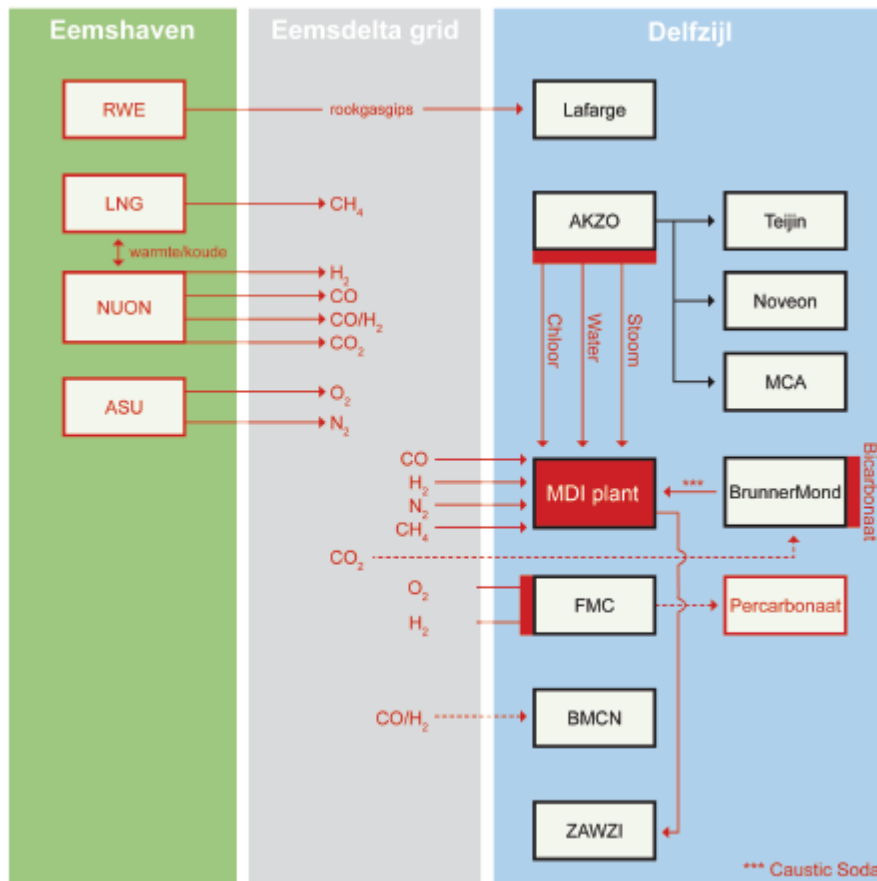 Eemshaven
Eemsdelta grid
Delfzijl
RWE
rookgasgips
Lafarge
LNG
CH₄
AKZO
Teijin
warmte/koude
NUON
H₂
CO
CO/H₂
CO₂
Noveon
Chloor
Water
Stoom
MCA
ASU
O₂
N₂
CO
H₂
N₂
CH₄
MDI plant
***
BrunnerMond
Bicarbonaat
CO₂
O₂
H₂
FMC
Percarbonaat
CO/H₂
BMCN
ZAWZI
*** Caustic Soda